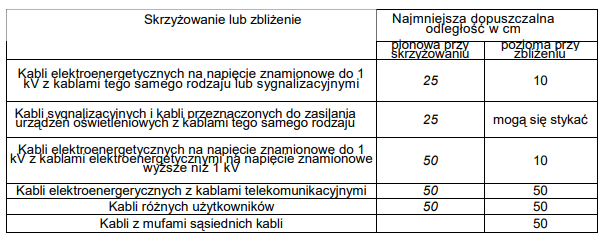 Skrzyżowanie lub zbliżenie
Najmniejsza dopuszczalna
odległość w cm
pionowa przy
skrzyżowaniu
pozioma przy
zbliżeniu
Kabli elektroenergetycznych na napięcie znamionowe do 1
kV z kablami tego samego rodzaju lub sygnalizacyjnymi
25
10
Kabli sygnalizacyjnych i kabli przeznaczonych do zasilania
urządzeń oświetleniowych z kablami tego samego rodzaju
25
mogą się stykać
Kabli elektroenergetycznych na napięcie znamionowe do 1
kV z kablami elektroenergetycznymi na napięcie znamionowe
wyższe niż 1 kV
50
10
Kabli elektroenergerycznych z kablami telekomunikacyjnymi
50
50
Kabli różnych użytkowników
50
50
Kabli z mufami sąsiednich kabli
50